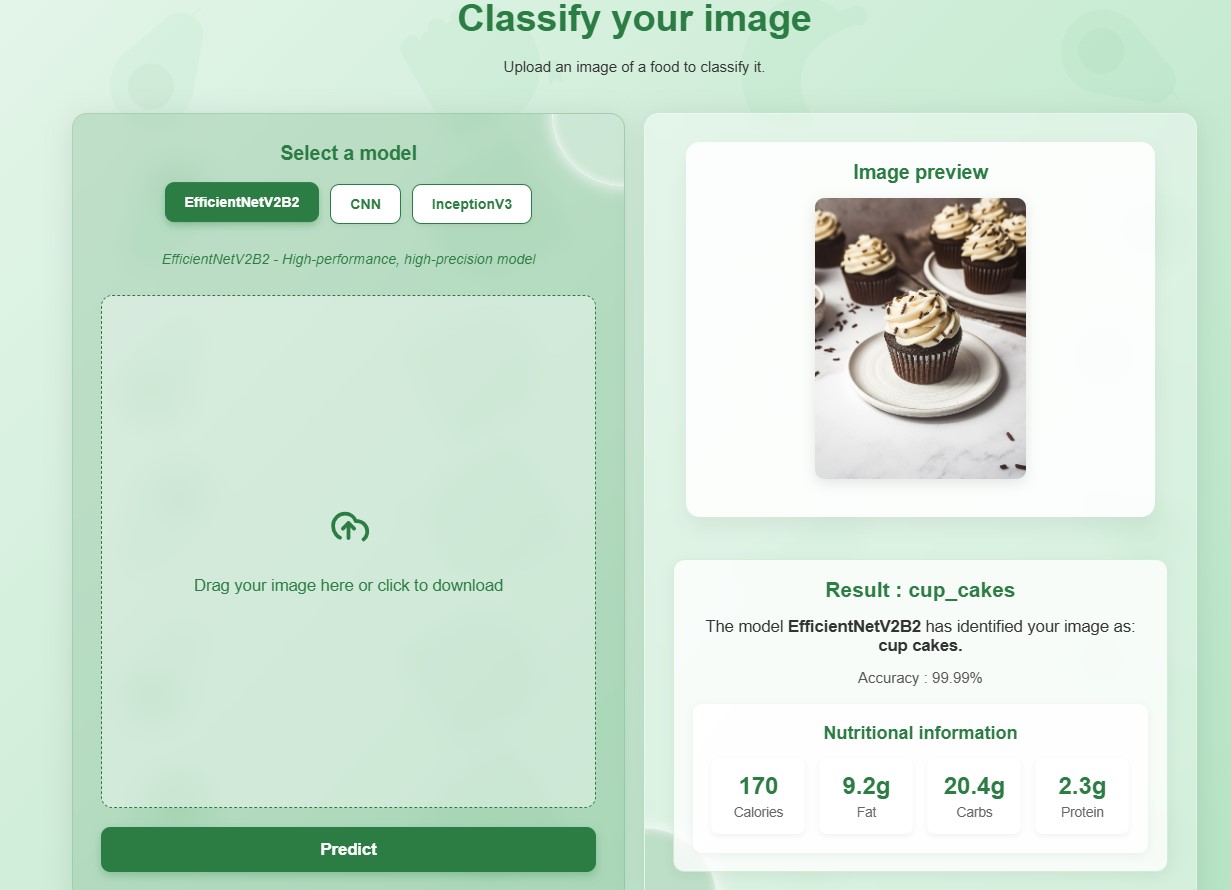 Classify your image
Upload an image of a food to classify it.
Select a model
EfficientNetV2B2
CNN
InceptionV3
EfficientNetV2B2 - High-performance, high-precision model
Drag your image here or click to download
Predict
Image preview
Result : cup_cakes
The model EfficientNetV2B2 has identified your image as:
cup cakes.
Accuracy : 99.99%
Nutritional information
170
Calories
9.2g
Fat
20.4g
Carbs
2.3g
Protein